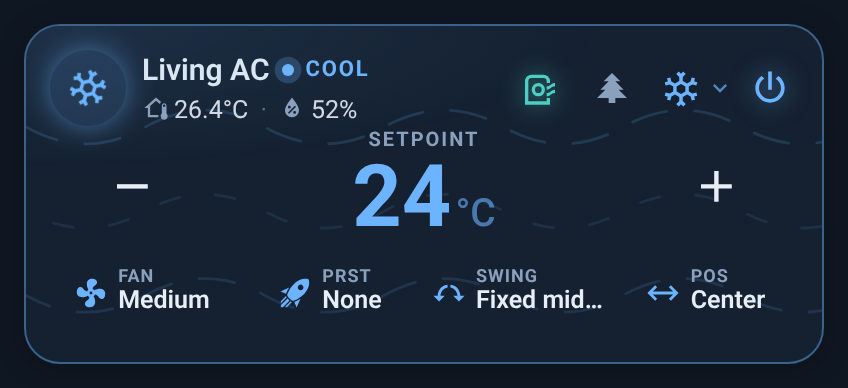 Living AC COOL
26.4°C · 52%
SETPOINT
− 24 °C +
FAN PRST SWING POS
Medium None Fixed mid... Center